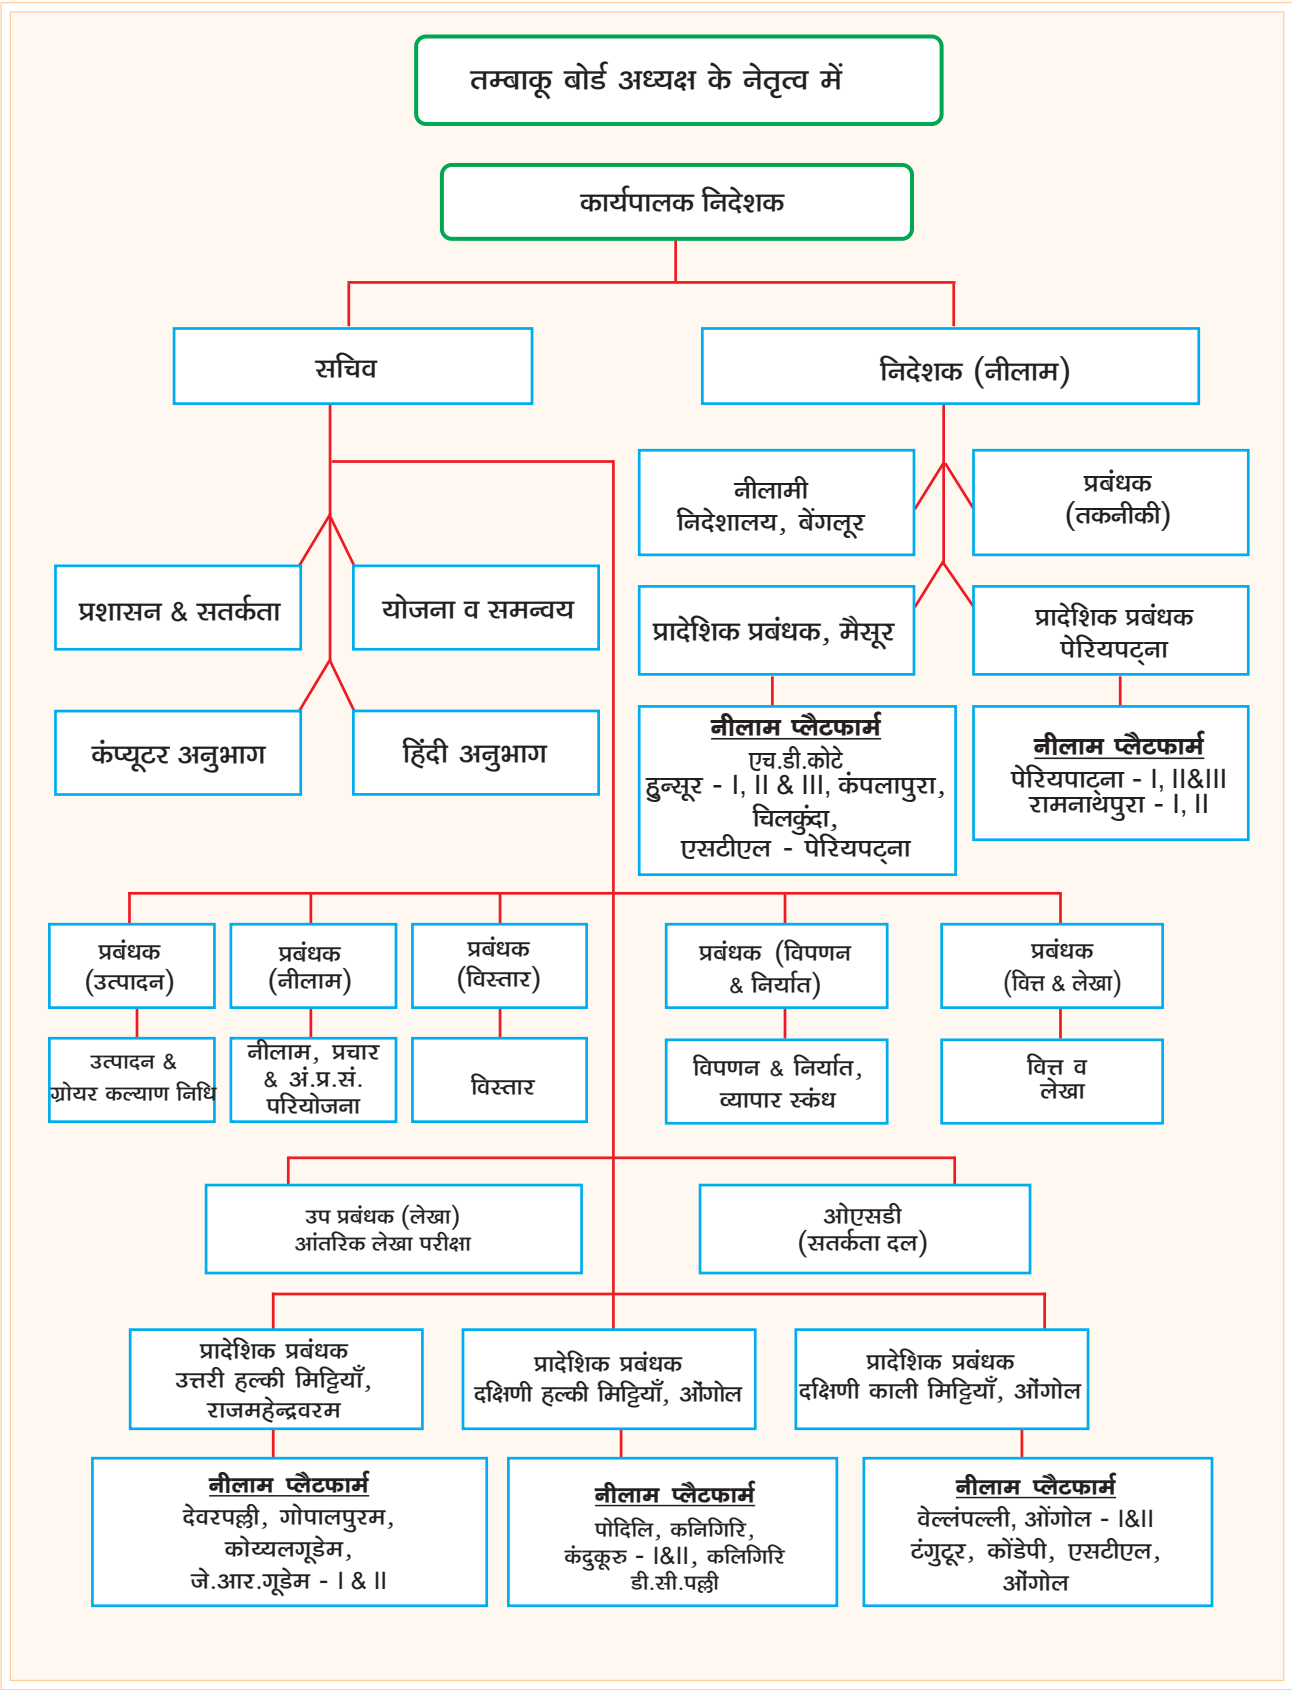 तम्बाकू बोर्ड अध्यक्ष के नेतृत्व में
कार्यपालक निदेशक
सचिव
निदेशक (नीलाम)
नीलामी
निदेशालय, बेंगलूर
प्रबंधक
(तकनीकी)
प्रशासन & सतर्कता
योजना व समन्वय
प्रादेशिक प्रबंधक, मैसूर
प्रादेशिक प्रबंधक
पेरियपट्ना
कंप्यूटर अनुभाग
हिंदी अनुभाग
नीलाम प्लैटफार्म
एच.डी.कोटे
हुन्सूर - I, II & III, कंपलापुरा,
चिलकुंदा,
एसटीएल - पेरियपट्ना
नीलाम प्लैटफार्म
पेरियपाट्ना - I, II&III
रामनाथपुरा - I, II
प्रबंधक
(उत्पादन)
प्रबंधक
(नीलाम)
प्रबंधक
(विस्तार)
प्रबंधक (विपणन
& निर्यात)
प्रबंधक
(वित्त & लेखा)
उत्पादन &
ग्रोयर कल्याण निधि
नीलाम, प्रचार
& अं.प्र.सं.
परियोजना
विस्तार
विपणन & निर्यात,
व्यापार स्कंध
वित्त व
लेखा
उप प्रबंधक (लेखा)
आंतरिक लेखा परीक्षा
ओएसडी
(सतर्कता दल)
प्रादेशिक प्रबंधक
उत्तरी हल्की मिट्टियाँ,
राजमहेन्द्रवरम
प्रादेशिक प्रबंधक
दक्षिणी हल्की मिट्टियाँ, ओंगोल
प्रादेशिक प्रबंधक
दक्षिणी काली मिट्टियाँ, ओंगोल
नीलाम प्लैटफार्म
देवरपल्ली, गोपालपुरम,
कोय्यलगूडेम,
जे.आर.गूडेम - I & II
नीलाम प्लैटफार्म
पोदिलि, कनिगिरि,
कंदुकूरु - I&II, कलिगिरि
डी.सी.पल्ली
नीलाम प्लैटफार्म
वेल्लंपल्ली, ओंगोल - I&II
टंगुटूर, कोंडेपी, एसटीएल,
ओंगोल